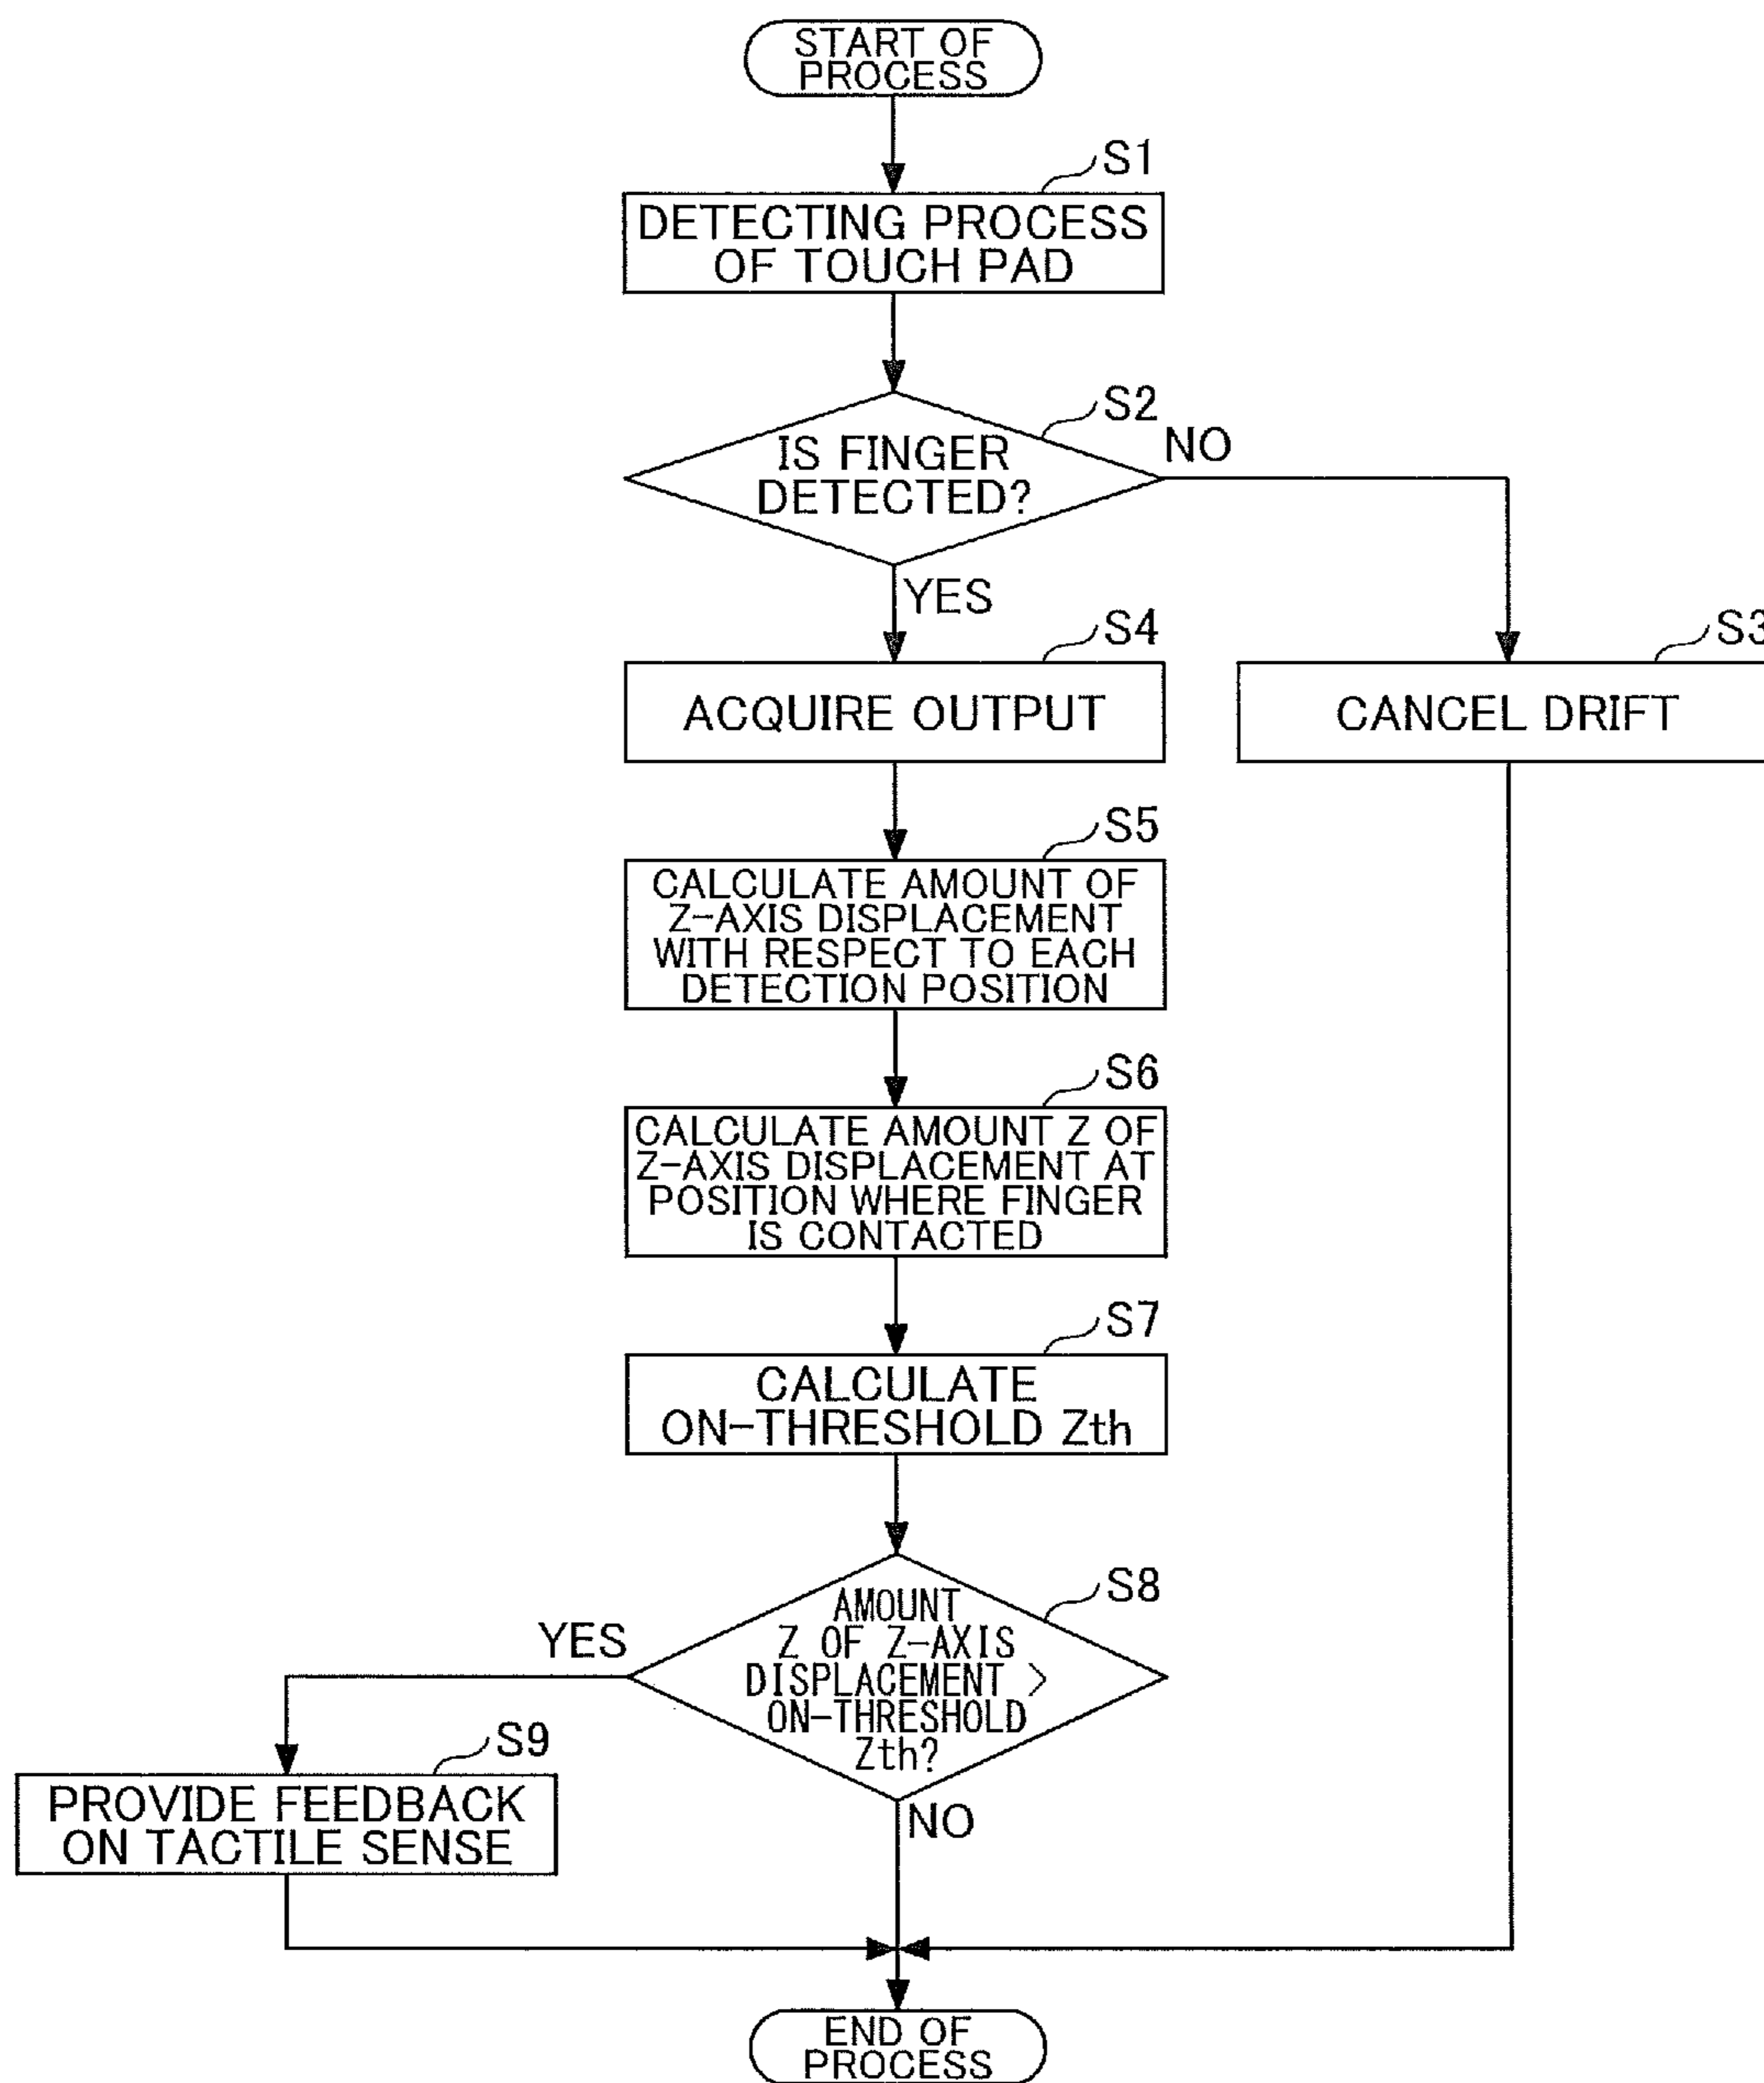 START OF
PROCESS
S1
DETECTING PROCESS
OF TOUCH PAD
S2
IS FINGER
DETECTED?
NO
YES
S4
ACQUIRE OUTPUT
S3
CANCEL DRIFT
S5
CALCULATE AMOUNT OF
Z-AXIS DISPLACEMENT
WITH RESPECT TO EACH
DETECTION POSITION
S6
CALCULATE AMOUNT Z OF
Z-AXIS DISPLACEMENT AT
POSITION WHERE FINGER
IS CONTACTED
S7
CALCULATE
ON-THRESHOLD Zth
S8
AMOUNT
Z OF Z-AXIS
DISPLACEMENT >
ON-THRESHOLD
Zth?
YES
S9
PROVIDE FEEDBACK
ON TACTILE SENSE
NO
END OF
PROCESS